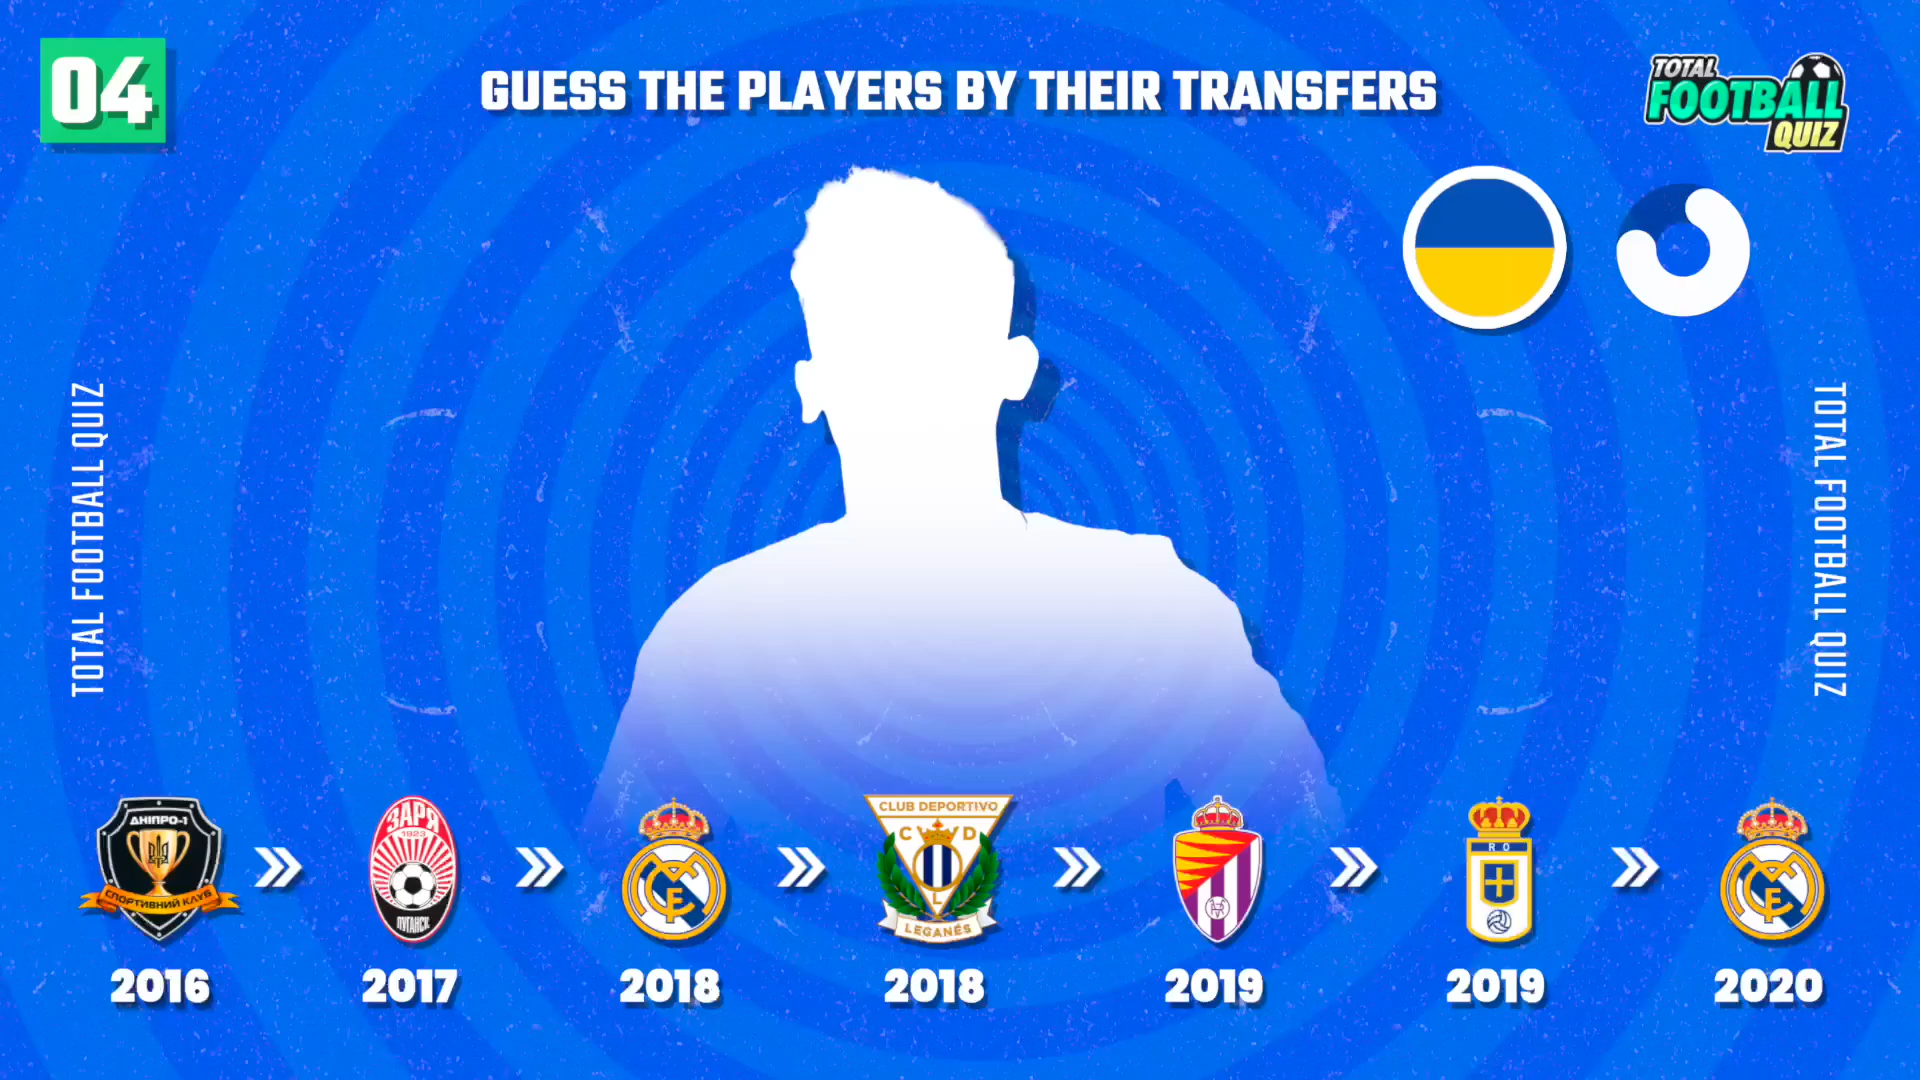 04
GUESS THE PLAYERS BY THEIR TRANSFERS
TOTAL
FOOTBALL
QUIZ
TOTAL FOOTBALL QUIZ
TOTAL FOOTBALL QUIZ
ДНІПРО-1
СПОРТИВНИЙ КЛУБ
ЗАРЯ
1923
ЛУГАНСК
CLUB DEPORTIVO
C D
L
LEGANÉS
R O
2016
2017
2018
2018
2019
2019
2020